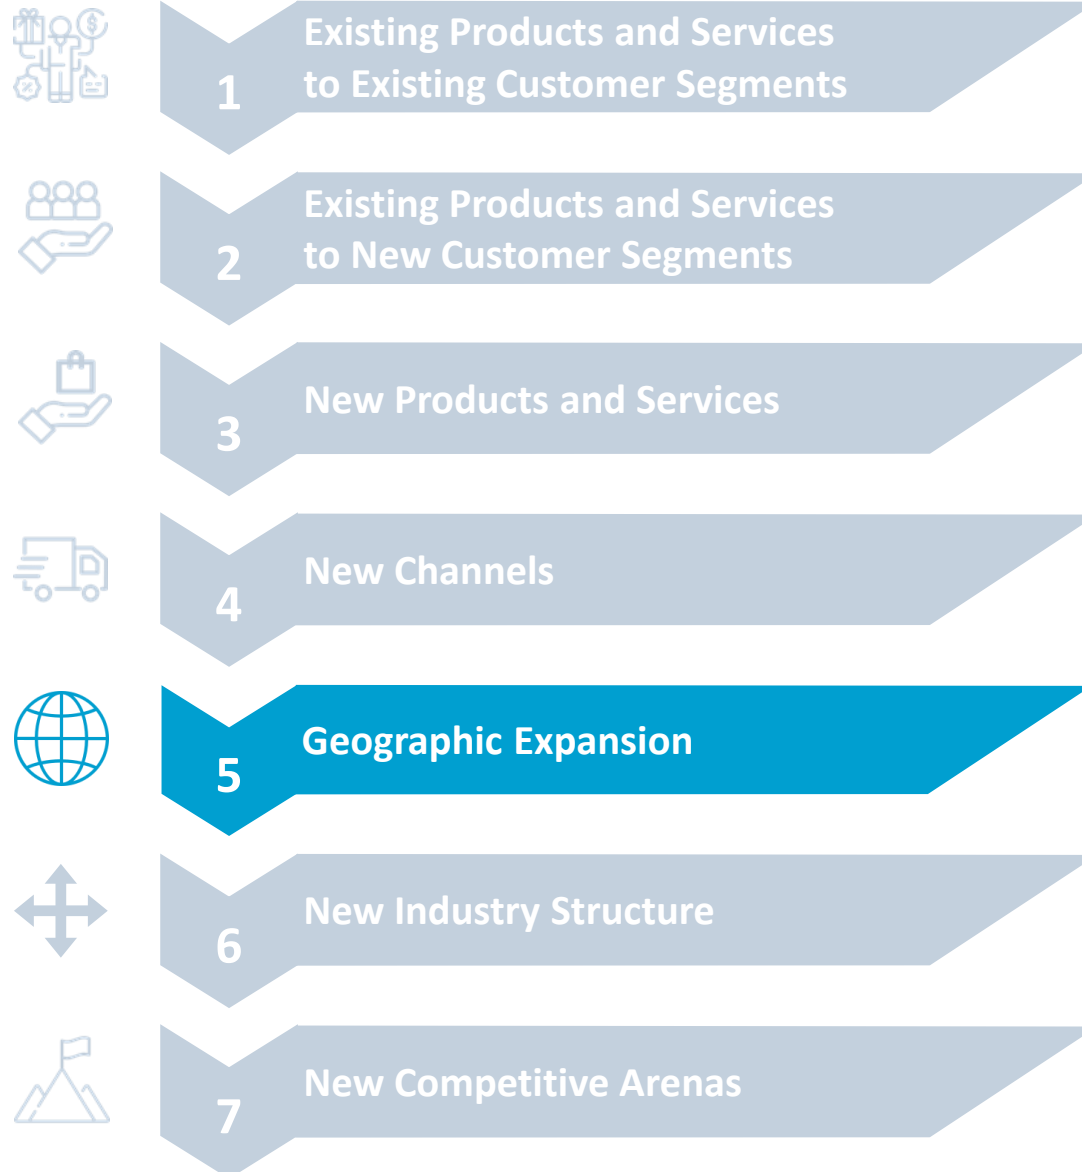 1
Existing Products and Services
to Existing Customer Segments
2
Existing Products and Services
to New Customer Segments
3
New Products and Services
4
New Channels
5
Geographic Expansion
6
New Industry Structure
7
New Competitive Arenas
$